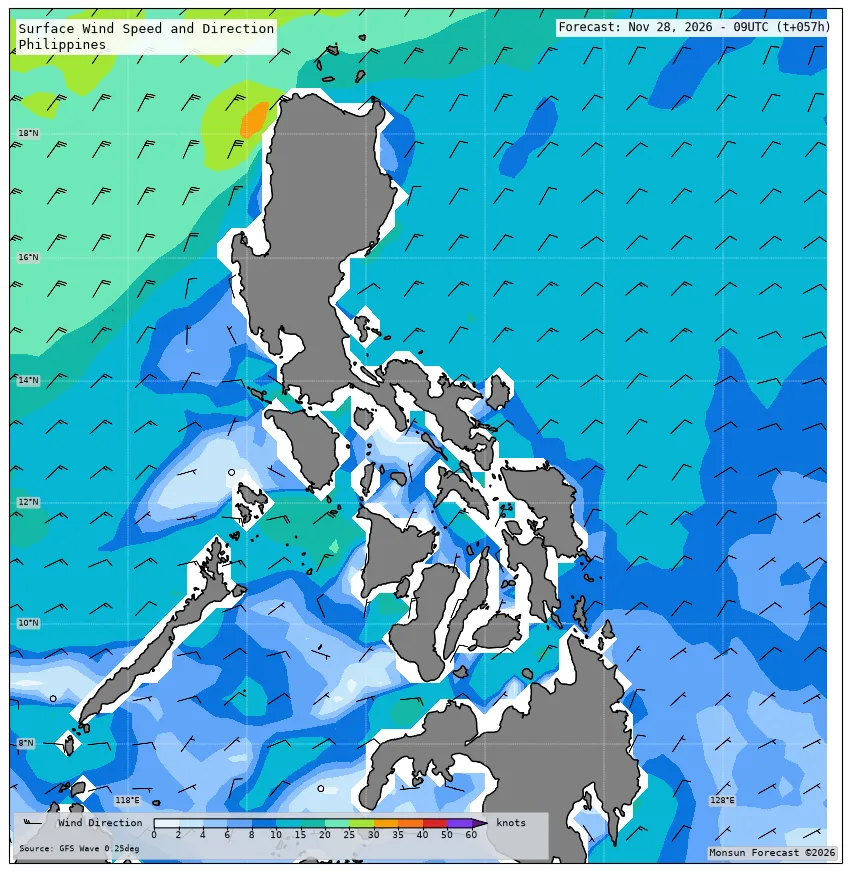 Surface Wind Speed and Direction
Philippines
Forecast: Nov 28, 2026 - 09UTC (t+057h)
18°N
16°N
14°N
12°N
10°N
8°N
118°E
128°E
Wind Direction
0 2 4 6 8 10 15 20 25 30 35 40 50 60
knots
Source: GFS Wave 0.25deg
Monsun Forecast ©2026